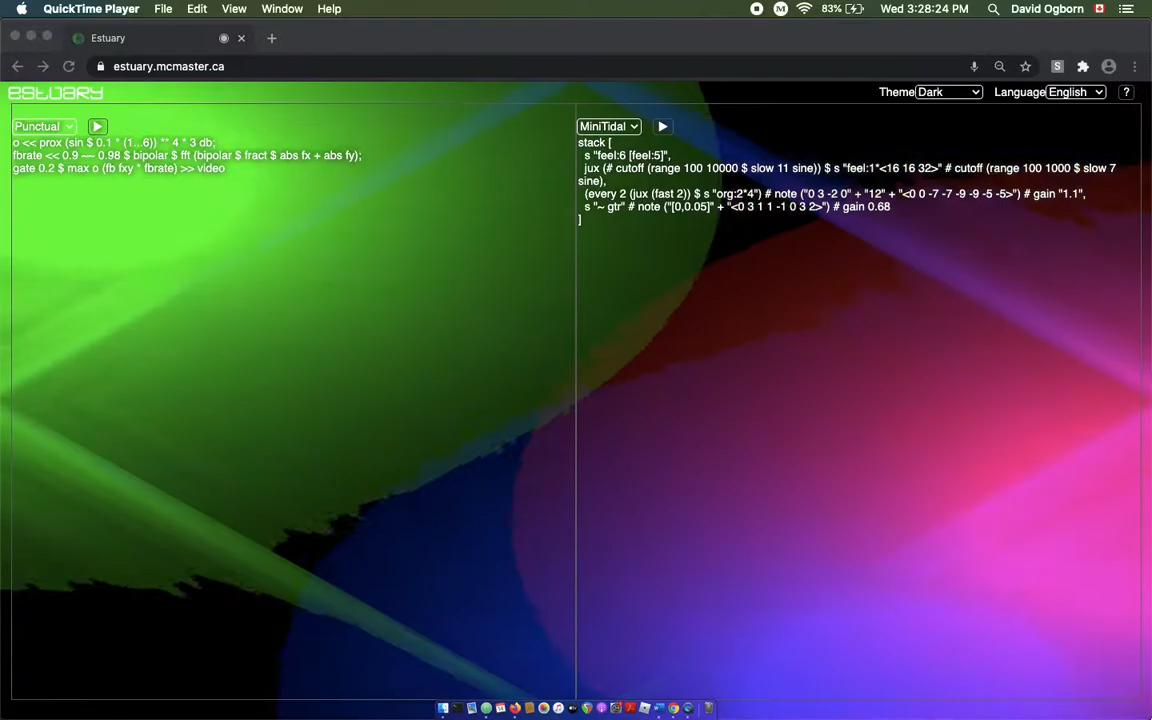 QuickTime Player File Edit View Window Help 83% Wed 3:28:24 PM David Ogborn
Estuary
estuary.mcmaster.ca
S
estuary Theme Dark Language English ?
Punctual
o << prox (sin $ 0.1 * (1...6)) ** 4 * 3 db;
fbrate << 0.9 ~~ 0.98 $ bipolar $ fft (bipolar $ fract $ abs fx + abs fy);
gate 0.2 $ max o (fb fxy * fbrate) >> video
MiniTidal
stack [
s "feel:6 [feel:5]",
jux (# cutoff (range 100 10000 $ slow 11 sine)) $ s "feel:1*<16 16 32>" # cutoff (range 100 1000 $ slow 7
sine),
(every 2 (jux (fast 2)) $ s "org:2*4") # note ("0 3 -2 0" + "12" + "<0 0 -7 -7 -9 -9 -5 -5>") # gain "1.1",
s "~ gtr" # note ("[0,0.05]" + "<0 3 1 1 -1 0 3 2>") # gain 0.68
]